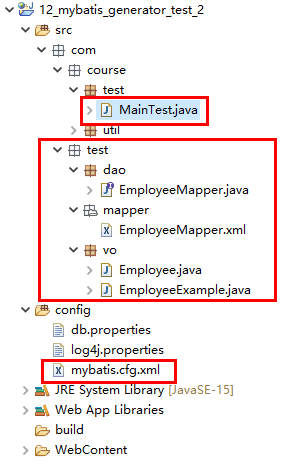 12_mybatis_generator_test_2
src
com
course
test
MainTest.java
util
test
dao
EmployeeMapper.java
mapper
EmployeeMapper.xml
vo
Employee.java
EmployeeExample.java
config
db.properties
log4j.properties
mybatis.cfg.xml
JRE System Library [JavaSE-15]
Web App Libraries
build
WebContent